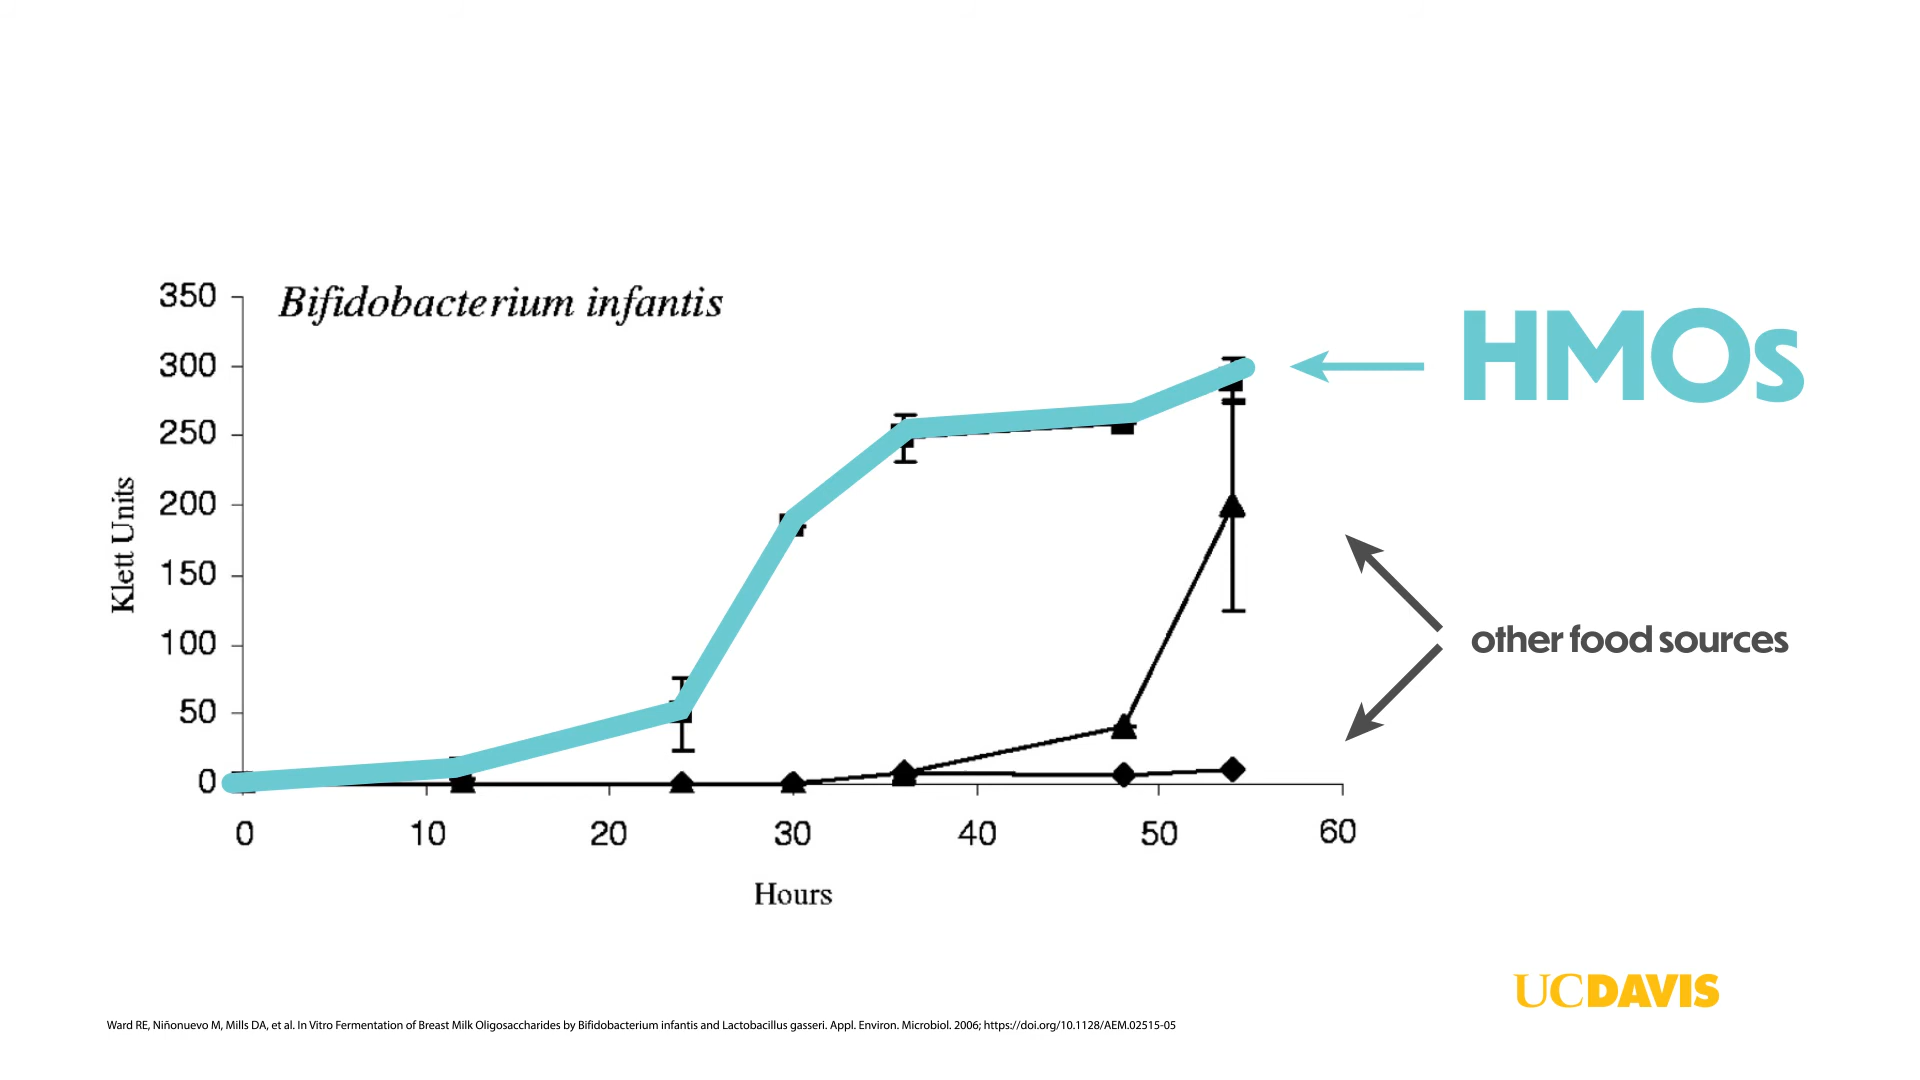 Bifidobacterium infantis
350
300
250
200
150
100
50
0
Klett Units
0 10 20 30 40 50 60
Hours
HMOs
other food sources
UCDAVIS
Ward RE, Niñonuevo M, Mills DA, et al. In Vitro Fermentation of Breast Milk Oligosaccharides by Bifidobacterium infantis and Lactobacillus gasseri. Appl. Environ. Microbiol. 2006; https://doi.org/10.1128/AEM.02515-05